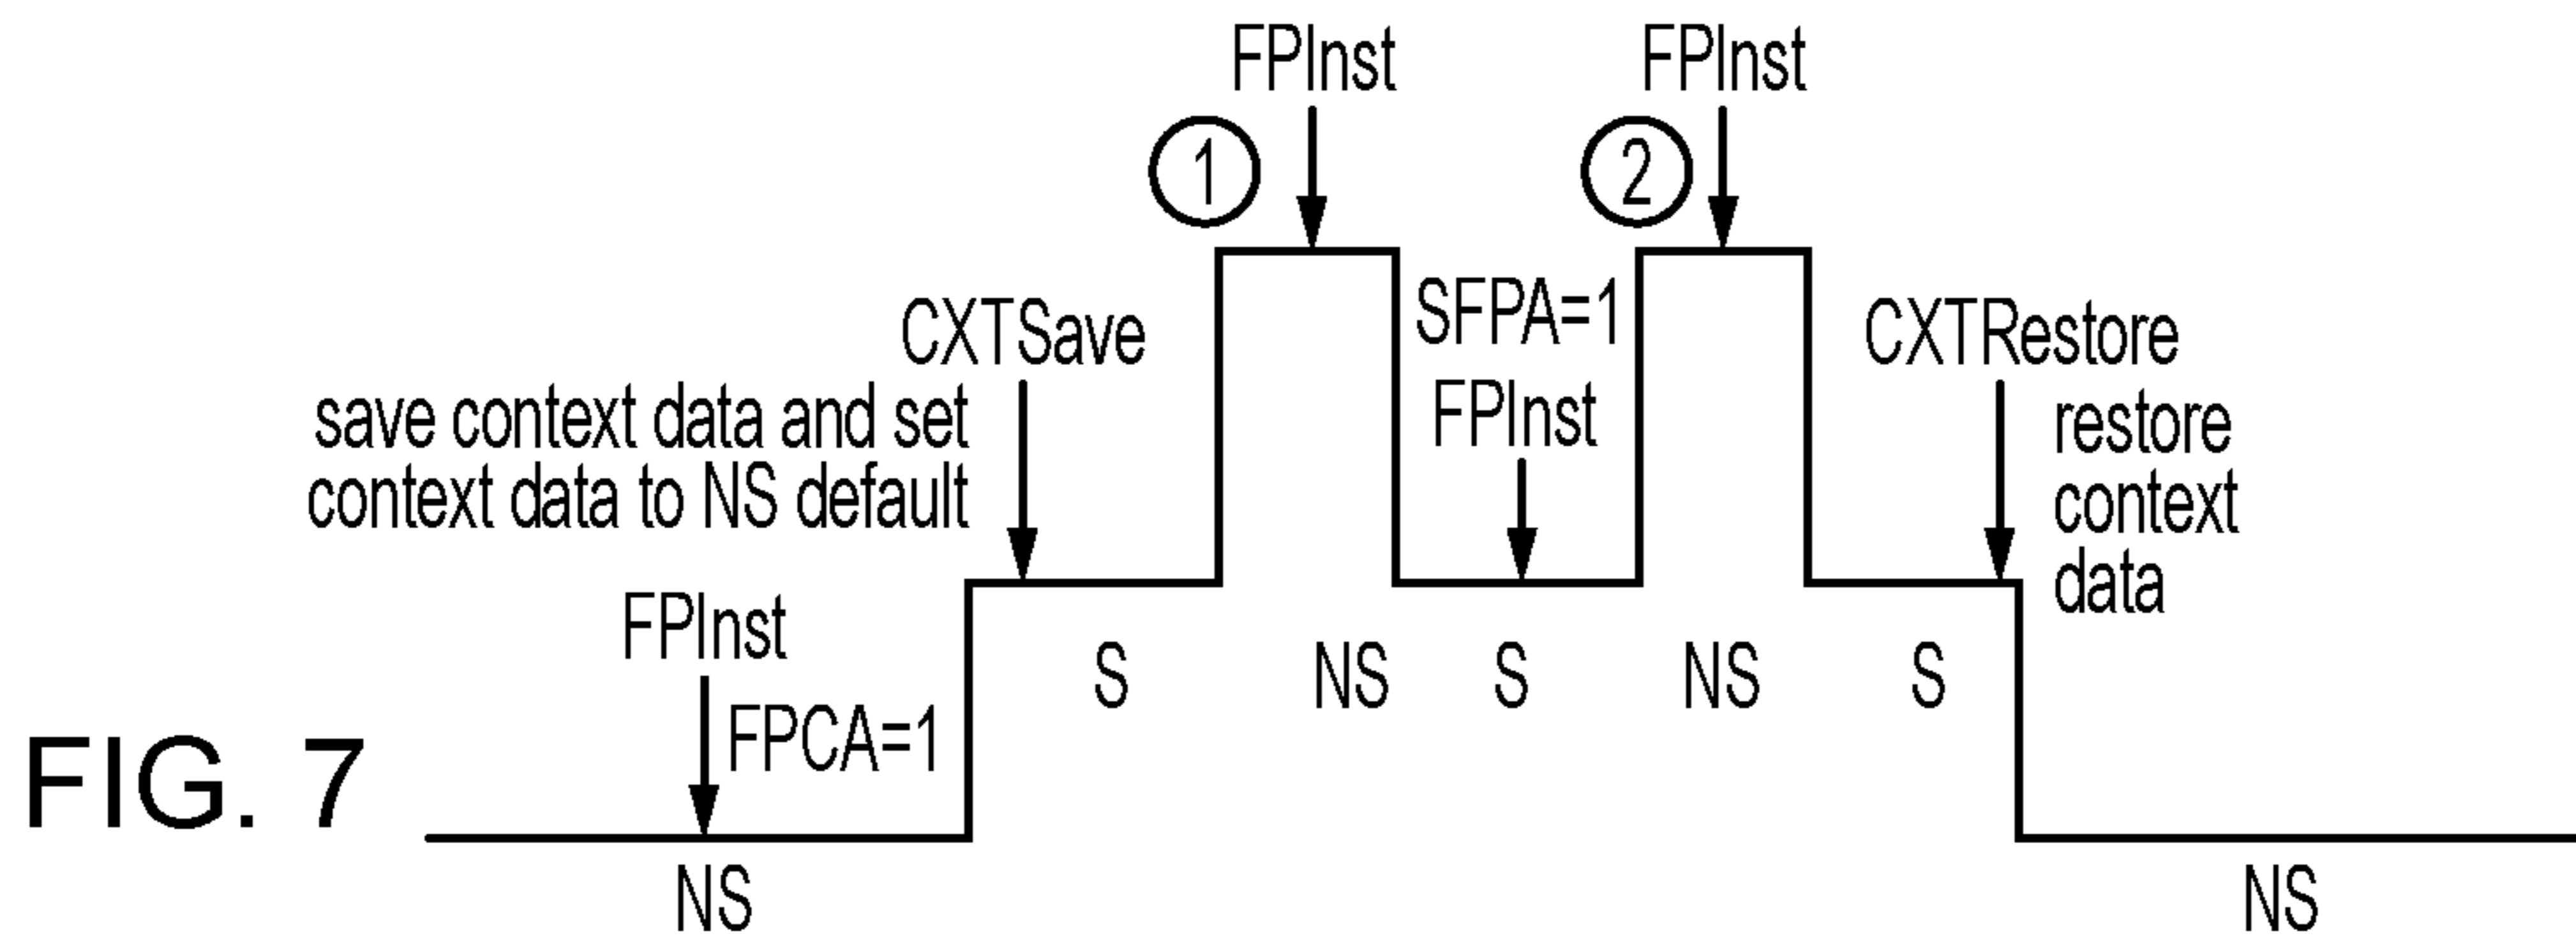 FPInst
FPInst
1
2
CXTSave
SFPA=1
CXTRestore
save context data and set
context data to NS default
FPInst
restore
context
data
FPInst
FPCA=1
S
NS
S
NS
S
FIG. 7
NS
NS